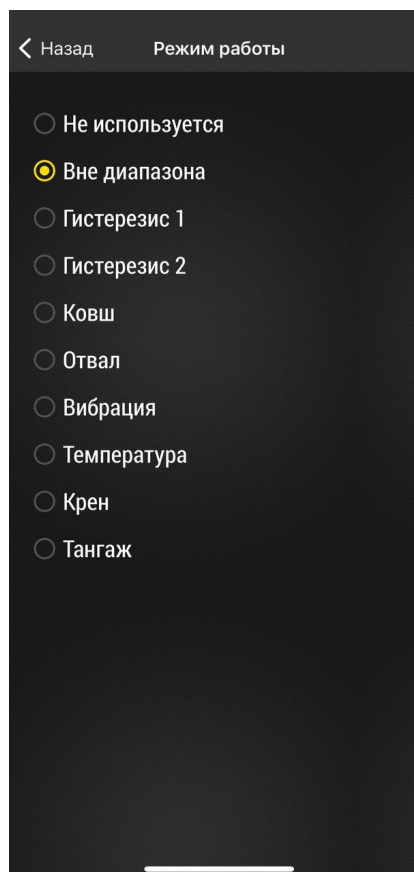 Назад
Режим работы
Не используется
Вне диапазона
Гистерезис 1
Гистерезис 2
Ковш
Отвал
Вибрация
Температура
Крен
Тангаж